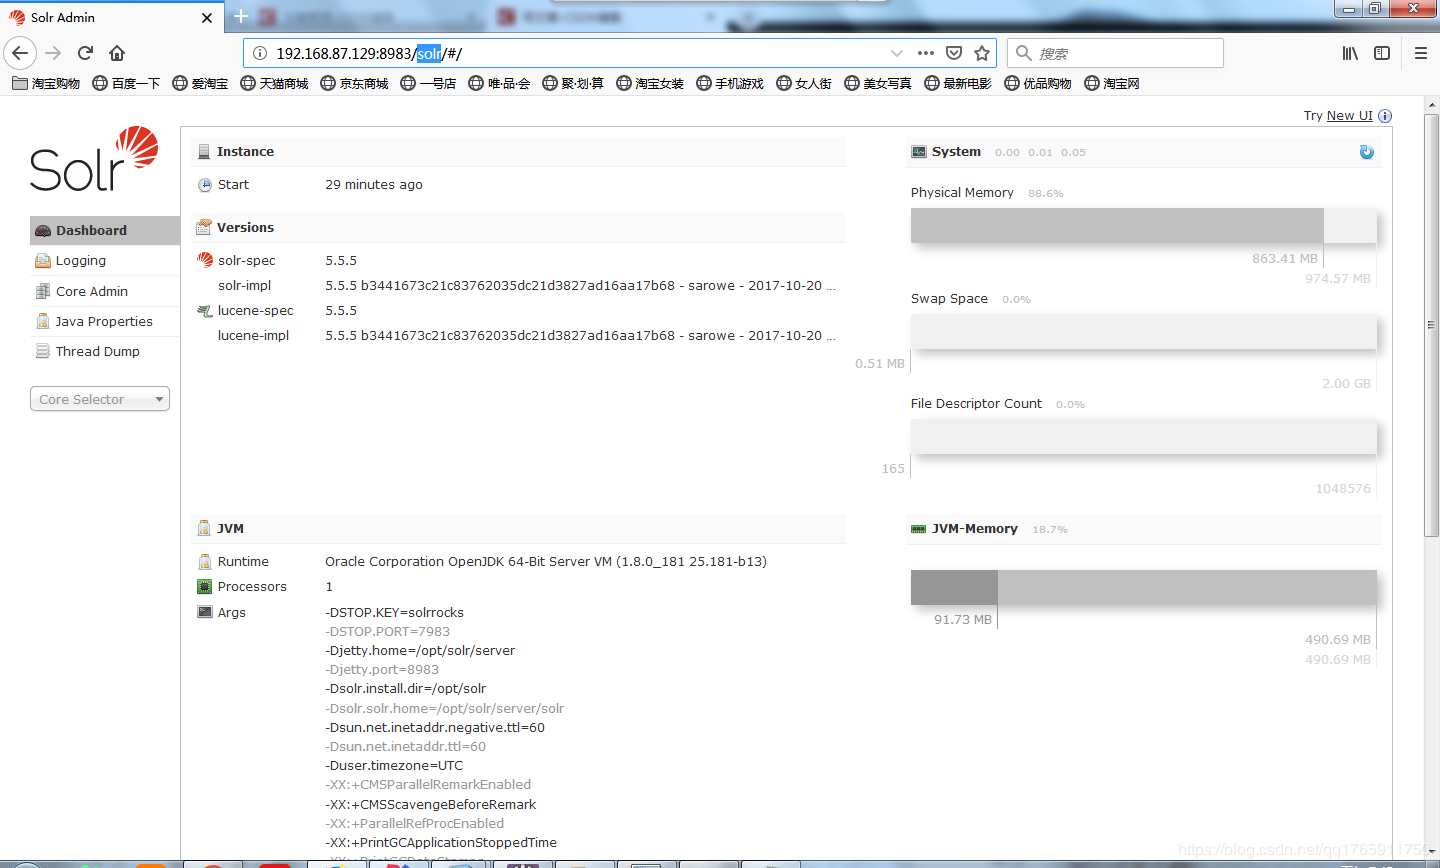 Solr Admin
192.168.87.129:8983/solr/#/
搜索
淘宝购物 百度一下 爱淘宝 天猫商城 京东商城 一号店 唯·品·会 聚·划·算 淘宝女装 手机游戏 女人街 美女写真 最新电影 优品购物 淘宝网
Try New UI
Solr
Dashboard
Logging
Core Admin
Java Properties
Thread Dump
Core Selector
Instance
Start 29 minutes ago
Versions
solr-spec 5.5.5
solr-impl 5.5.5 b3441673c21c83762035dc21d3827ad16aa17b68 - sarowe - 2017-10-20 ...
lucene-spec 5.5.5
lucene-impl 5.5.5 b3441673c21c83762035dc21d3827ad16aa17b68 - sarowe - 2017-10-20 ...
System 0.00 0.01 0.05
Physical Memory 88.6%
863.41 MB
974.57 MB
Swap Space 0.0%
0.51 MB
2.00 GB
File Descriptor Count 0.0%
165
1048576
JVM
Runtime Oracle Corporation OpenJDK 64-Bit Server VM (1.8.0_181 25.181-b13)
Processors 1
Args -DSTOP.KEY=solrrocks
-DSTOP.PORT=7983
-Djetty.home=/opt/solr/server
-Djetty.port=8983
-Dsolr.install.dir=/opt/solr
-Dsolr.solr.home=/opt/solr/server/solr
-Dsun.net.inetaddr.negative.ttl=60
-Dsun.net.inetaddr.ttl=60
-Duser.timezone=UTC
-XX:+CMSParallelRemarkEnabled
-XX:+CMSScavengeBeforeRemark
-XX:+ParallelRefProcEnabled
-XX:+PrintGCApplicationStoppedTime
JVM-Memory 18.7%
91.73 MB
490.69 MB
490.69 MB